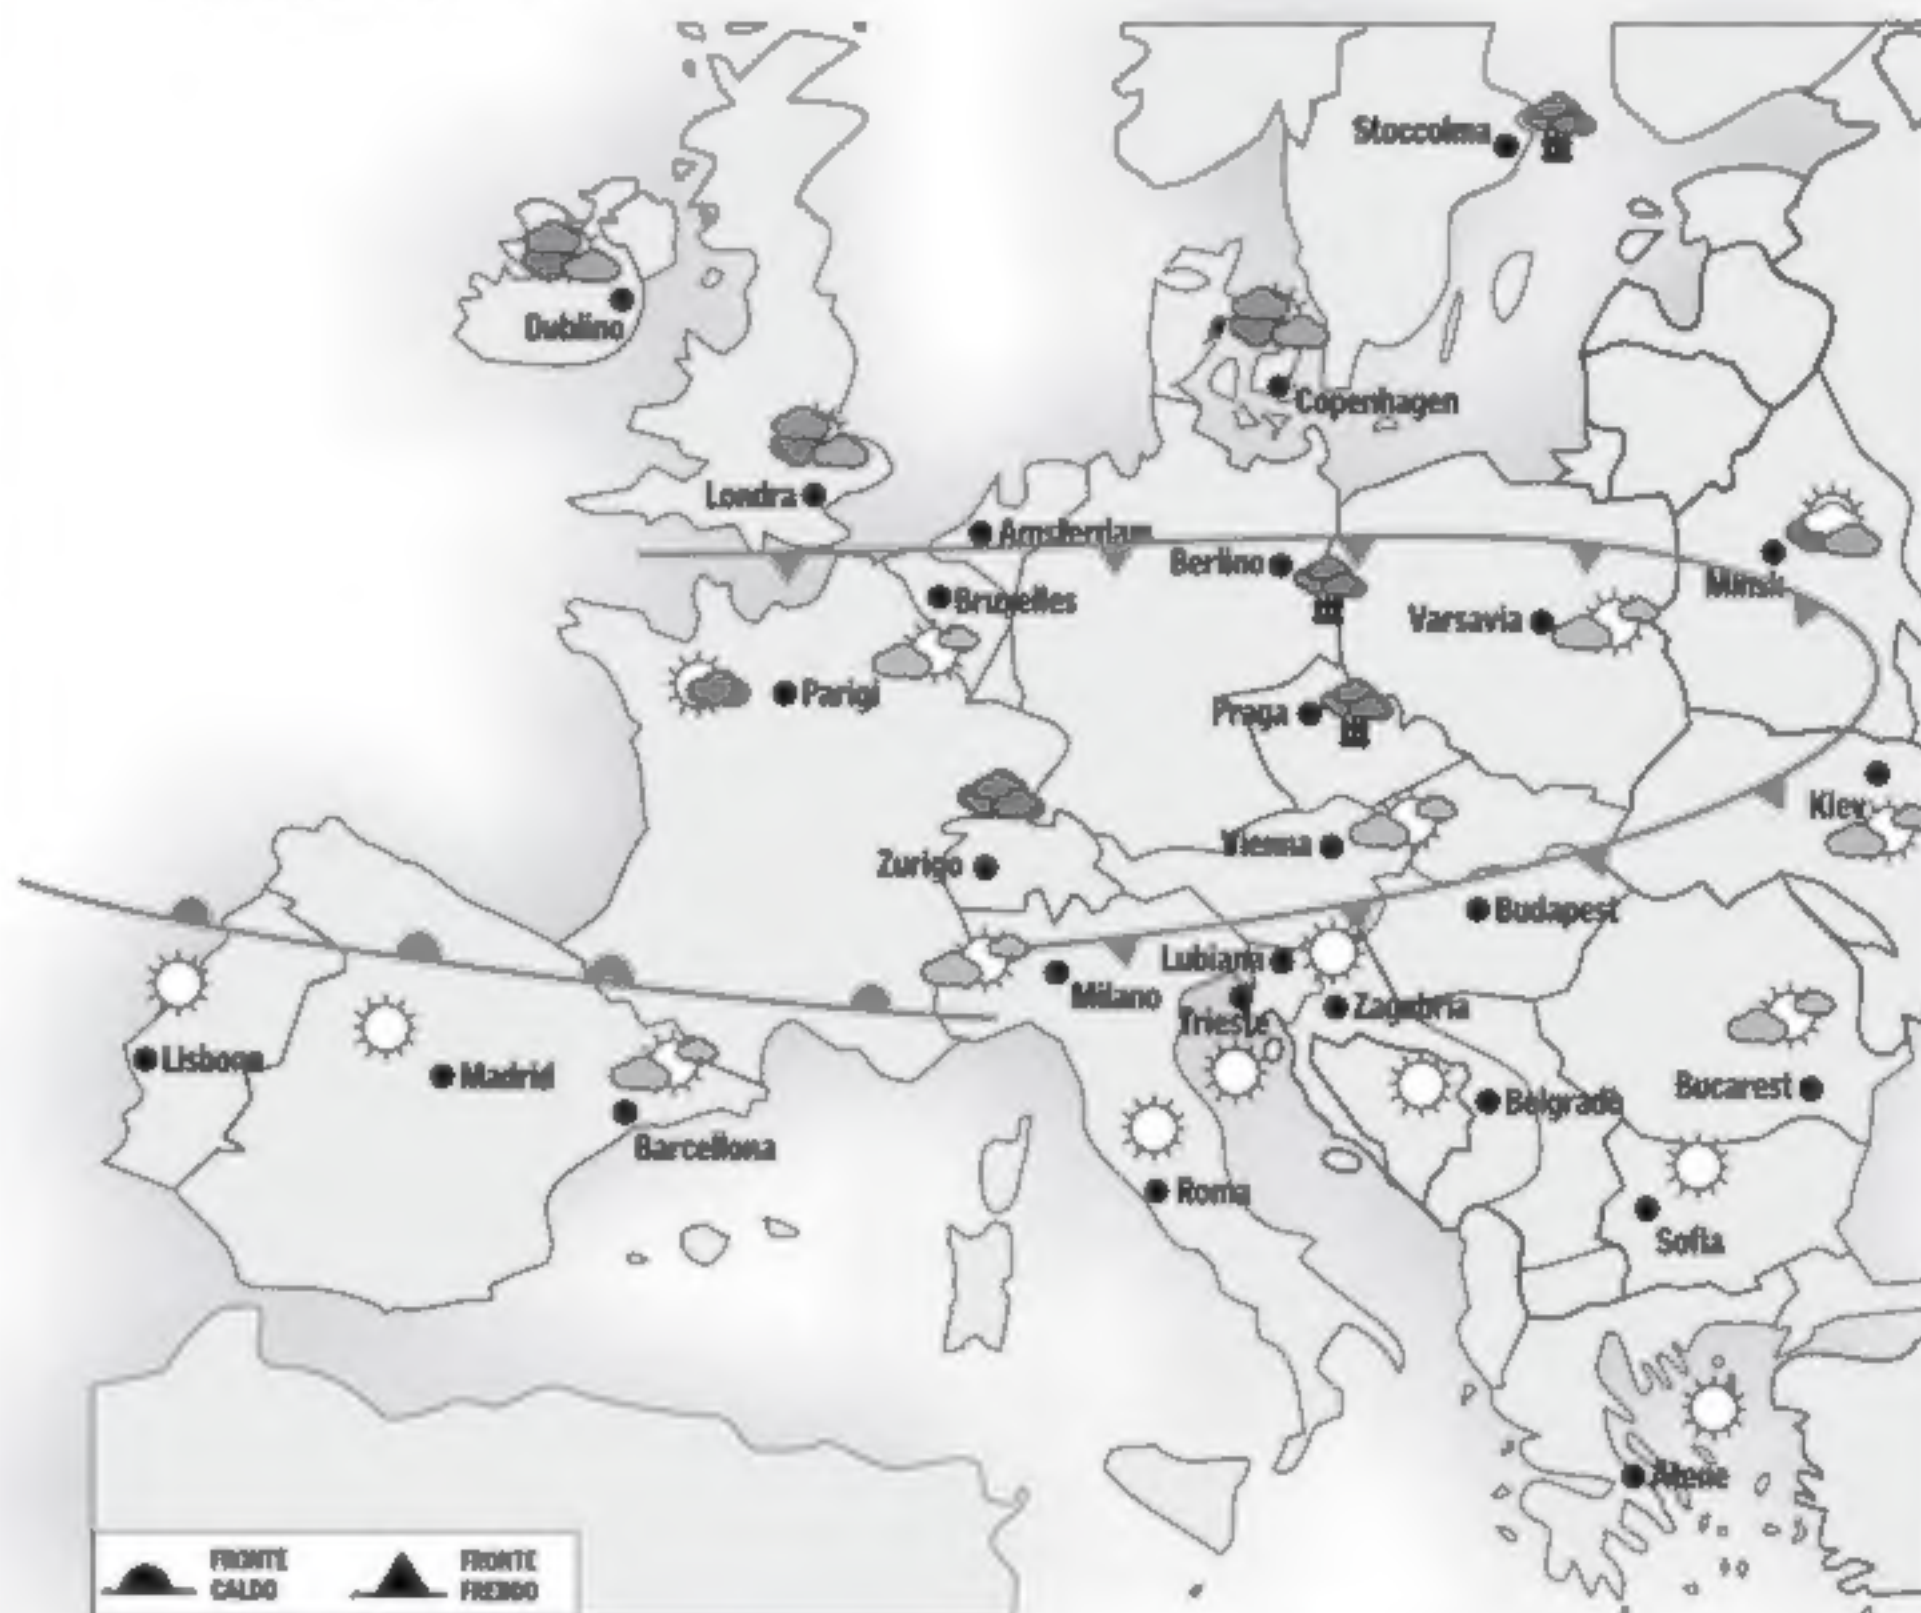 Stoccolma
Dublino
Copenhagen
Londra
Amsterdam
Berlino
Minsk
Bruxelles
Varsavia
Parigi
Praga
Kiev
Vienna
Zurigo
Budapest
Lubiana
Milano
Zagabria
Trieste
Lisbona
Madrid
Bucarest
Belgrado
Barcellona
Roma
Sofia
Atene
FRONTE
CALDO
FRONTE
FREDDO